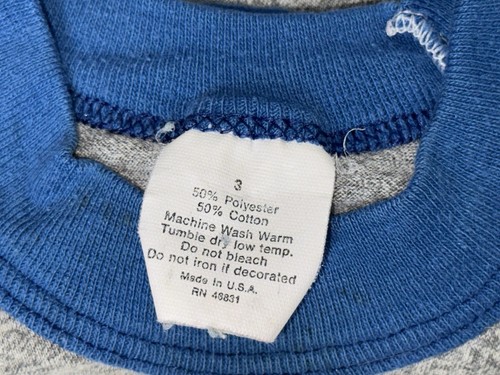 3
50% Polyester
50% Cotton
Machine Wash Warm
Tumble dry low temp.
Do not bleach
Do not iron if decorated
Made in U.S.A.
RN 46831